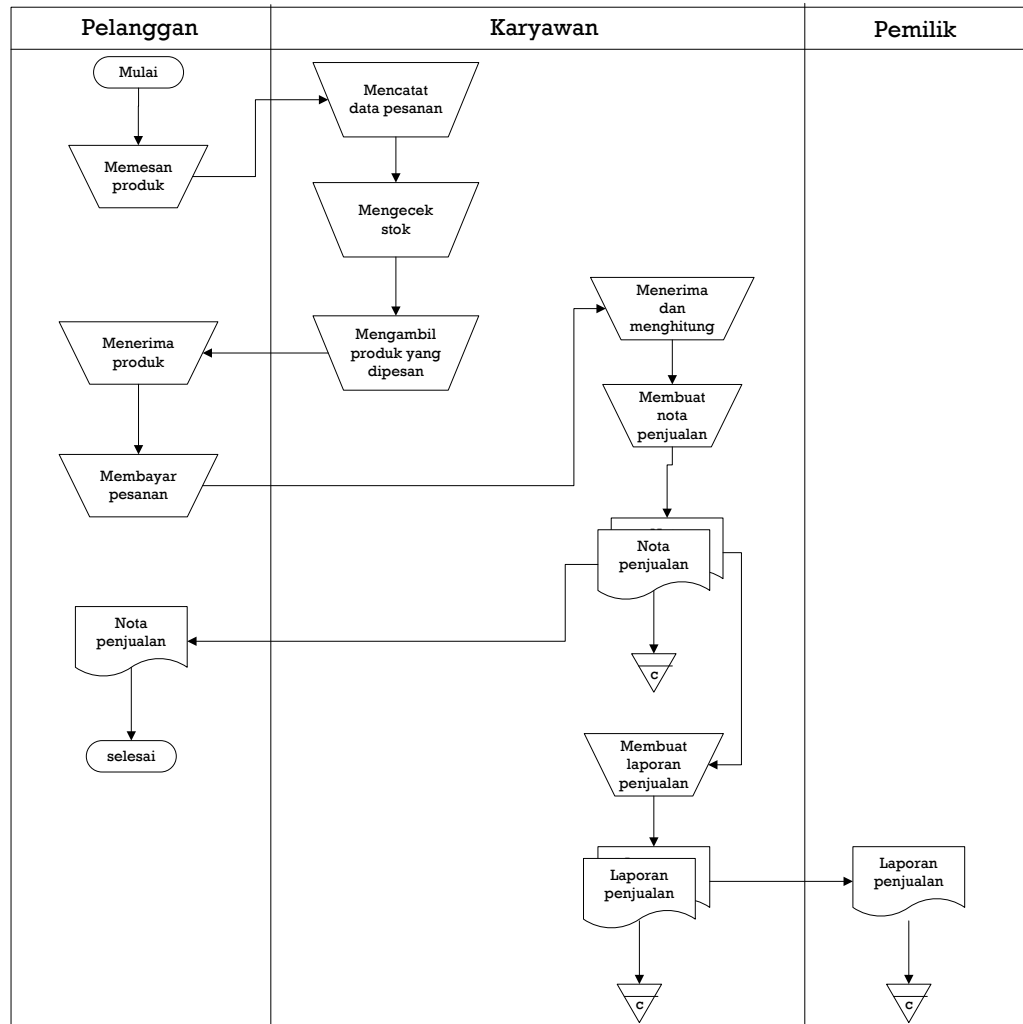 Pelanggan
Karyawan
Pemilik
Mulai
Memesan
produk
Mencatat
data pesanan
Mengecek
stok
Mengambil
produk yang
dipesan
Menerima
produk
Membayar
pesanan
Menerima
dan
menghitung
Membuat
nota
penjualan
Nota
penjualan
C
Nota
penjualan
selesai
Membuat
laporan
penjualan
Laporan
penjualan
C
Laporan
penjualan
C